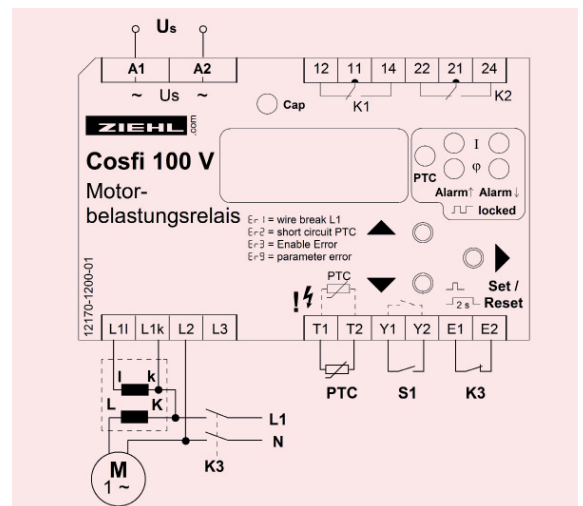 Us
A1 A2
12 11 14 22 21 24
~ Us ~
Cap
K1
K2
ZIEHL.com
I
φ
PTC
Alarm↑ Alarm↓
locked
Cosfi 100 V
Motor-
belastungsrelais
Er1 = wire break L1
Er2 = short circuit PTC
Er3 = Enable Error
Er9 = parameter error
Set /
2 s Reset
PTC
!
12170-1200-01
L1l L1k L2 L3
T1 T2 Y1 Y2 E1 E2
PTC S1 K3
l k
L K
L1
N
K3
M
1 ~